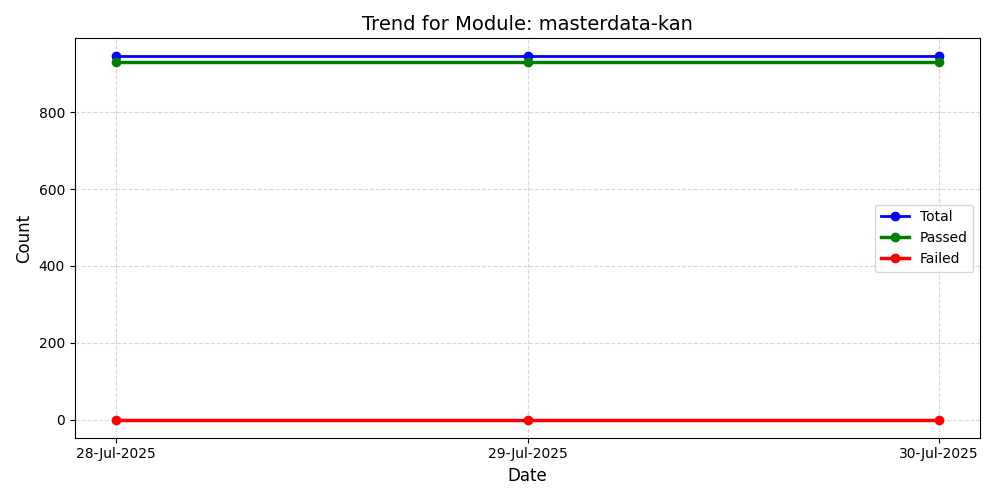 Trend for Module: masterdata-kan
Count
800
600
400
200
0
Total
Passed
Failed
28-Jul-2025
29-Jul-2025
30-Jul-2025
Date